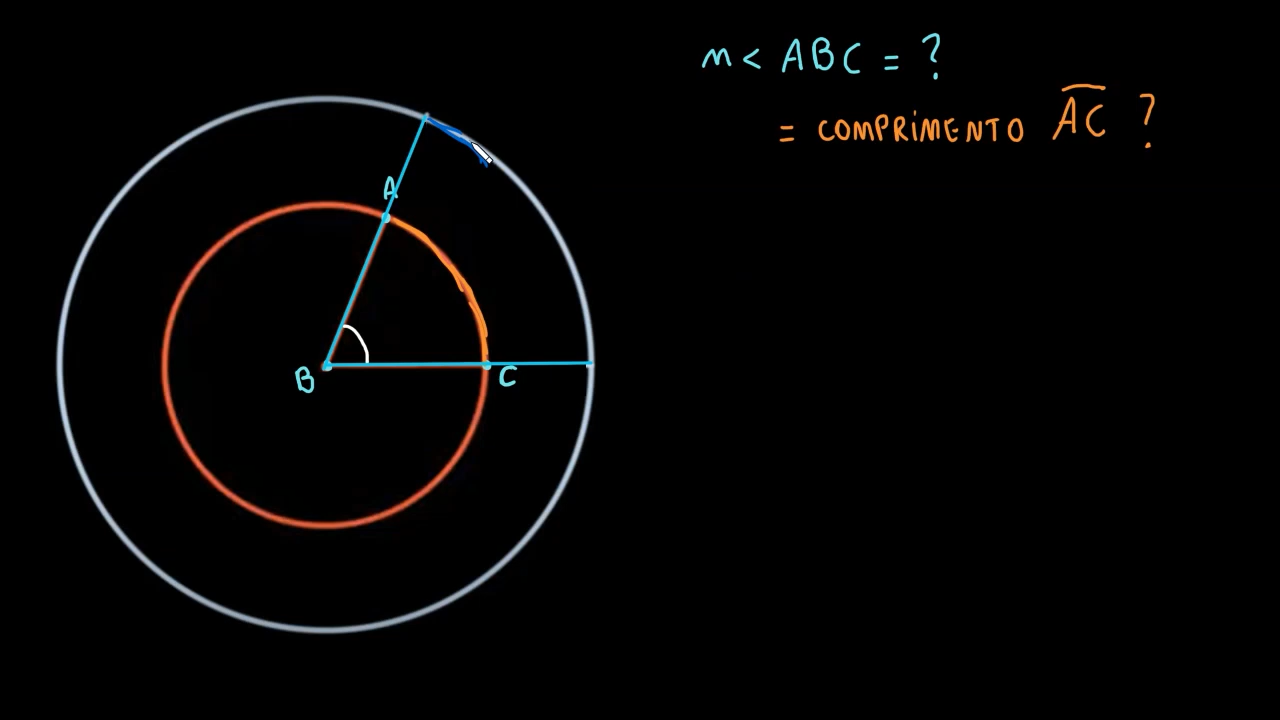 m< ABC = ?
= COMPRIMENTO AC ?
A
B
C